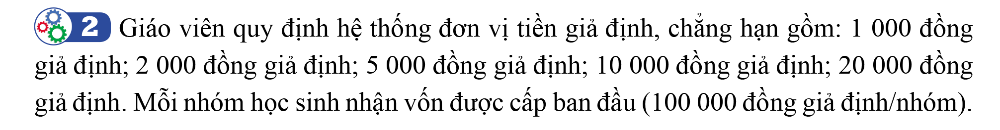 2 Giáo viên quy định hệ thống đơn vị tiền giả định, chẳng hạn gồm: 1 000 đồng
giả định; 2 000 đồng giả định; 5 000 đồng giả định; 10 000 đồng giả định; 20 000 đồng
giả định. Mỗi nhóm học sinh nhận vốn được cấp ban đầu (100 000 đồng giả định/nhóm).